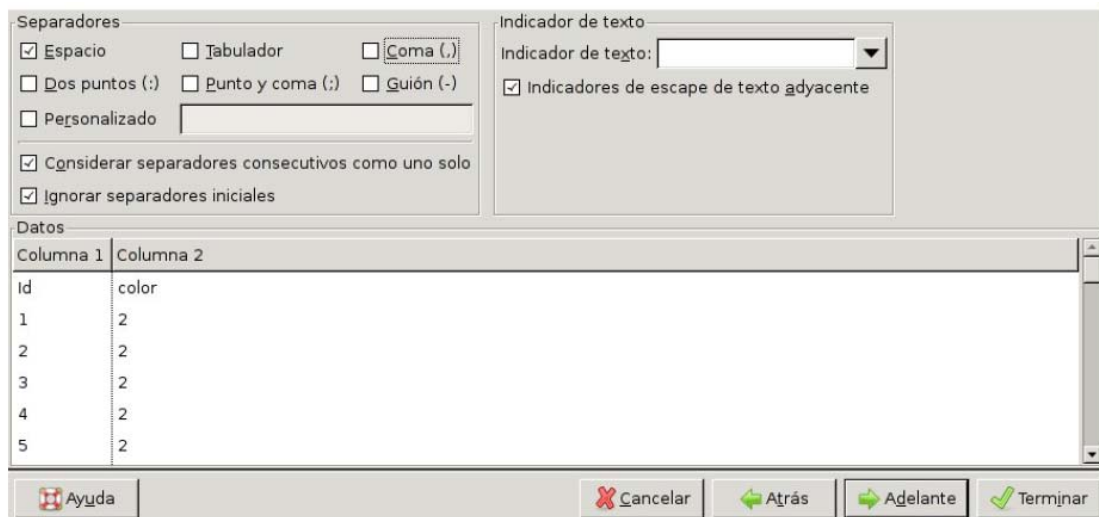 Separadores
Espacio Tabulador Coma (,)
Dos puntos (:) Punto y coma (;) Guión (-)
Personalizado
Considerar separadores consecutivos como uno solo
Ignorar separadores iniciales
Indicador de texto
Indicador de texto:
Indicadores de escape de texto adyacente
Datos
Columna 1 Columna 2
Id color
1 2
2 2
3 2
4 2
5 2
Ayuda Cancelar Atrás Adelante Terminar